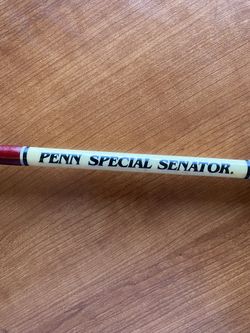 PENN SPECIAL SENATOR.